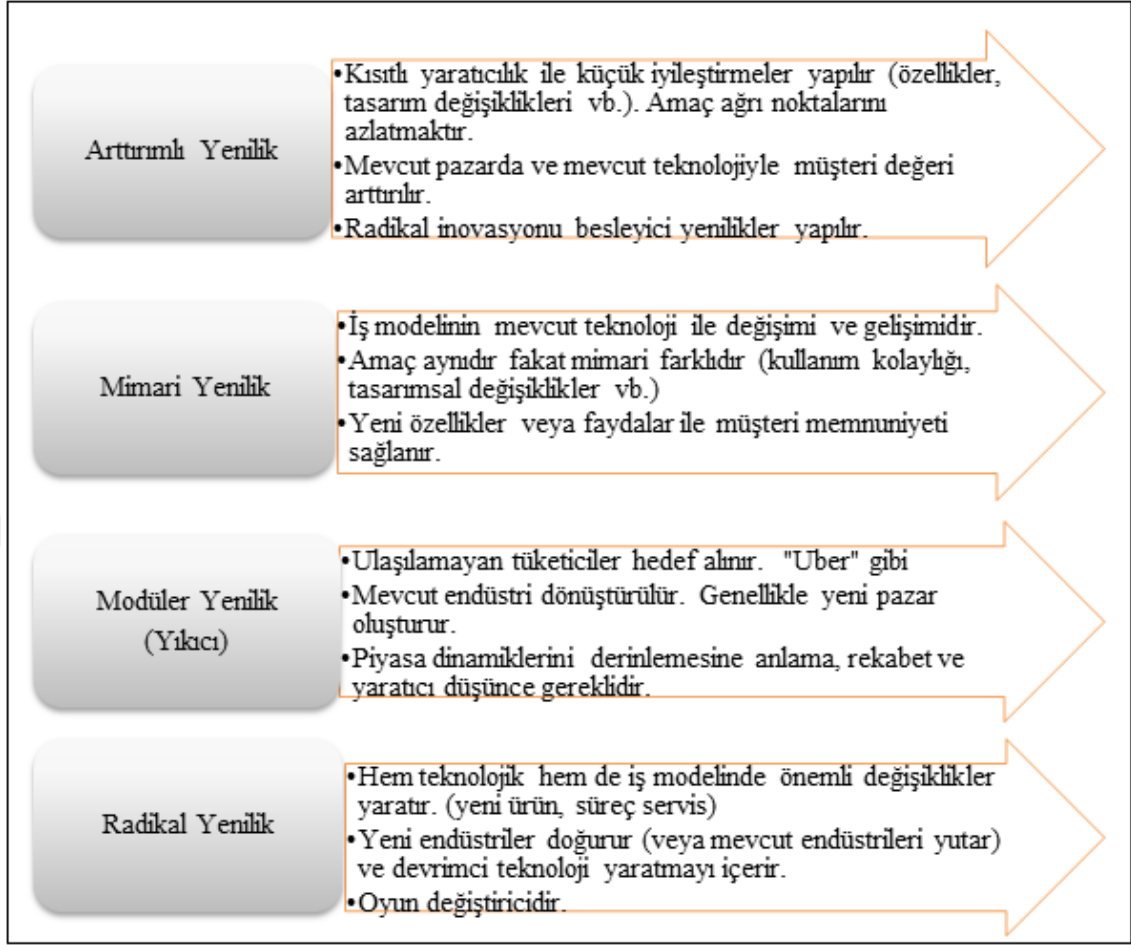 Arttırımlı Yenilik
•Kısıtlı yaratıcılık ile küçük iyileştirmeler yapılır (özellikler,
tasarım değişiklikleri vb.). Amaç ağrı noktalarını
azlatmaktır.
•Mevcut pazarda ve mevcut teknolojiyle müşteri değeri
arttırılır.
•Radikal inovasyonu besleyici yenilikler yapılır.
Mimari Yenilik
•İş modelinin mevcut teknoloji ile değişimi ve gelişimidir.
•Amaç aynıdır fakat mimari farklıdır (kullanım kolaylığı,
tasarımsal değişiklikler vb.)
•Yeni özellikler veya faydalar ile müşteri memnuniyeti
sağlanır.
Modüler Yenilik
(Yıkıcı)
•Ulaşılamayan tüketiciler hedef alınır. "Uber" gibi
•Mevcut endüstri dönüştürülür. Genellikle yeni pazar
oluşturur.
•Piyasa dinamiklerini derinlemesine anlama, rekabet ve
yaratıcı düşünce gereklidir.
Radikal Yenilik
•Hem teknolojik hem de iş modelinde önemli değişiklikler
yaratır. (yeni ürün, süreç servis)
•Yeni endüstriler doğurur (veya mevcut endüstrileri yutar)
ve devrimci teknoloji yaratmayı içerir.
•Oyun değiştiricidir.